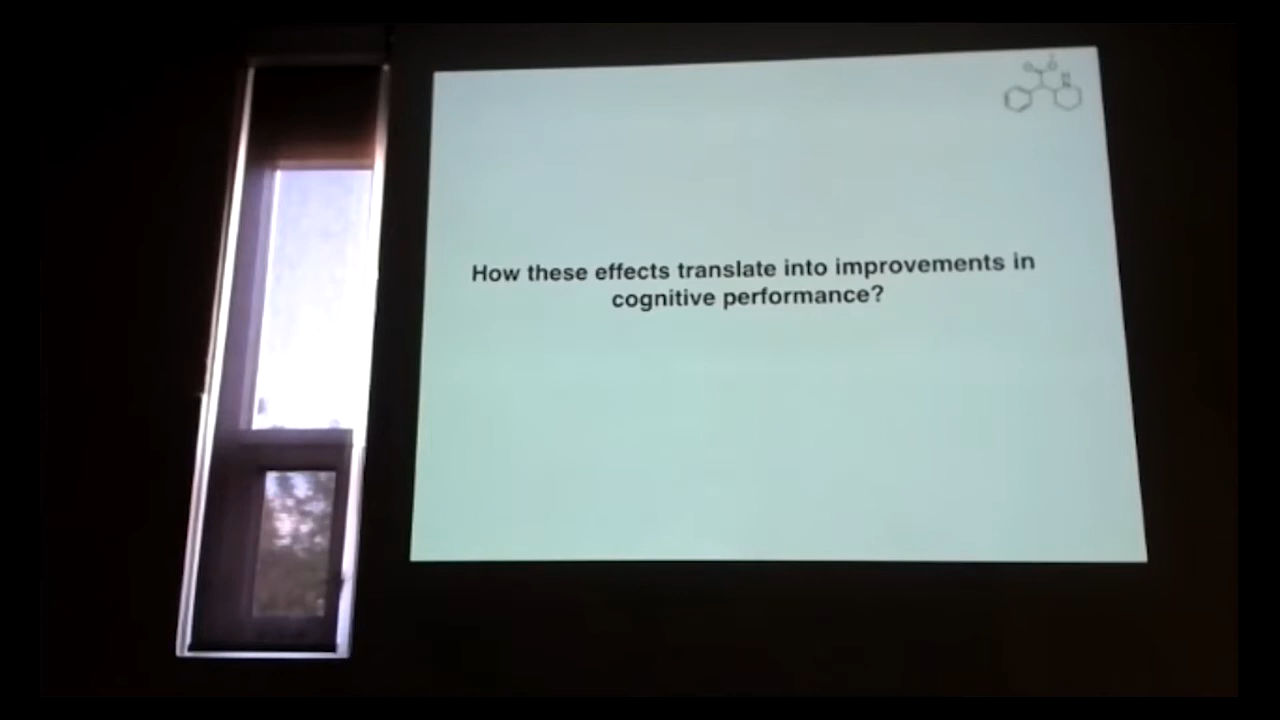 How these effects translate into improvements in
cognitive performance?